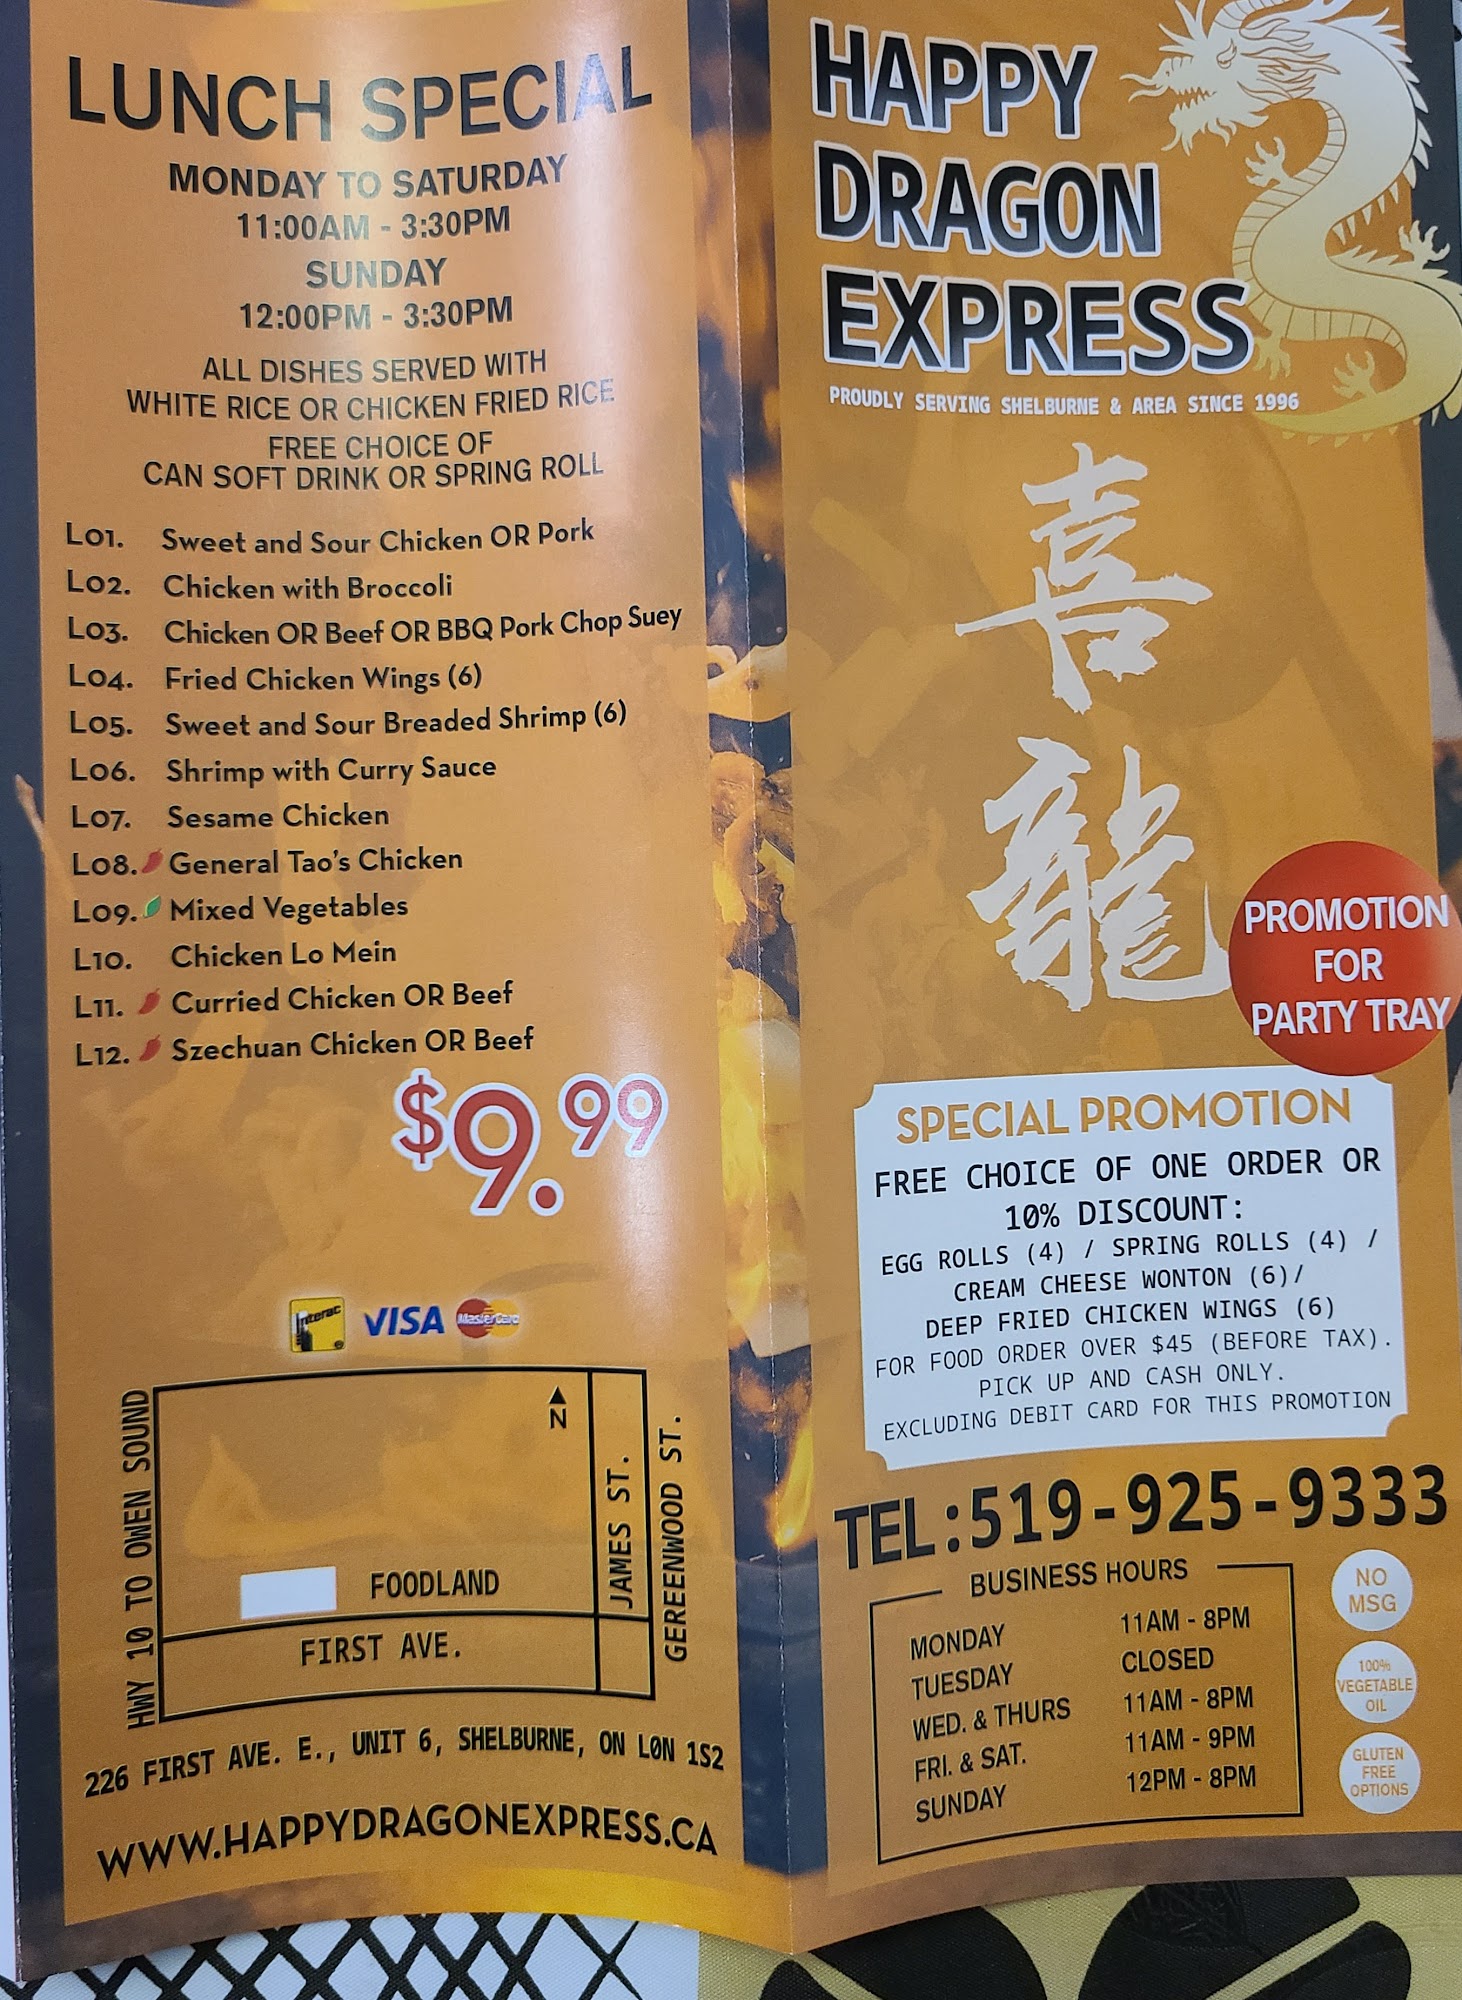 LUNCH SPECIAL
MONDAY TO SATURDAY
11:00AM - 3:30PM
SUNDAY
12:00PM - 3:30PM
ALL DISHES SERVED WITH
WHITE RICE OR CHICKEN FRIED RICE
FREE CHOICE OF
CAN SOFT DRINK OR SPRING ROLL
L01. Sweet and Sour Chicken OR Pork
L02. Chicken with Broccoli
L03. Chicken OR Beef OR BBQ Pork Chop Suey
L04. Fried Chicken Wings (6)
L05. Sweet and Sour Breaded Shrimp (6)
L06. Shrimp with Curry Sauce
L07. Sesame Chicken
L08. General Tao's Chicken
L09. Mixed Vegetables
L10. Chicken Lo Mein
L11. Curried Chicken OR Beef
L12. Szechuan Chicken OR Beef
$9.99
Interac VISA MasterCard
HWY 10 TO OWEN SOUND
N
JAMES ST.
GEREENWOOD ST.
FOODLAND
FIRST AVE.
226 FIRST AVE. E., UNIT 6, SHELBURNE, ON L0N 1S2
WWW.HAPPYDRAGONEXPRESS.CA
HAPPY
DRAGON
EXPRESS
PROUDLY SERVING SHELBURNE & AREA SINCE 1996
喜
龍
PROMOTION
FOR
PARTY TRAY
SPECIAL PROMOTION
FREE CHOICE OF ONE ORDER OR
10% DISCOUNT:
EGG ROLLS (4) / SPRING ROLLS (4) /
CREAM CHEESE WONTON (6)/
DEEP FRIED CHICKEN WINGS (6)
FOR FOOD ORDER OVER $45 (BEFORE TAX).
PICK UP AND CASH ONLY.
EXCLUDING DEBIT CARD FOR THIS PROMOTION
TEL:519-925-9333
BUSINESS HOURS
MONDAY 11AM - 8PM
TUESDAY CLOSED
WED. & THURS 11AM - 8PM
FRI. & SAT. 11AM - 9PM
SUNDAY 12PM - 8PM
NO
MSG
100%
VEGETABLE
OIL
GLUTEN
FREE
OPTIONS